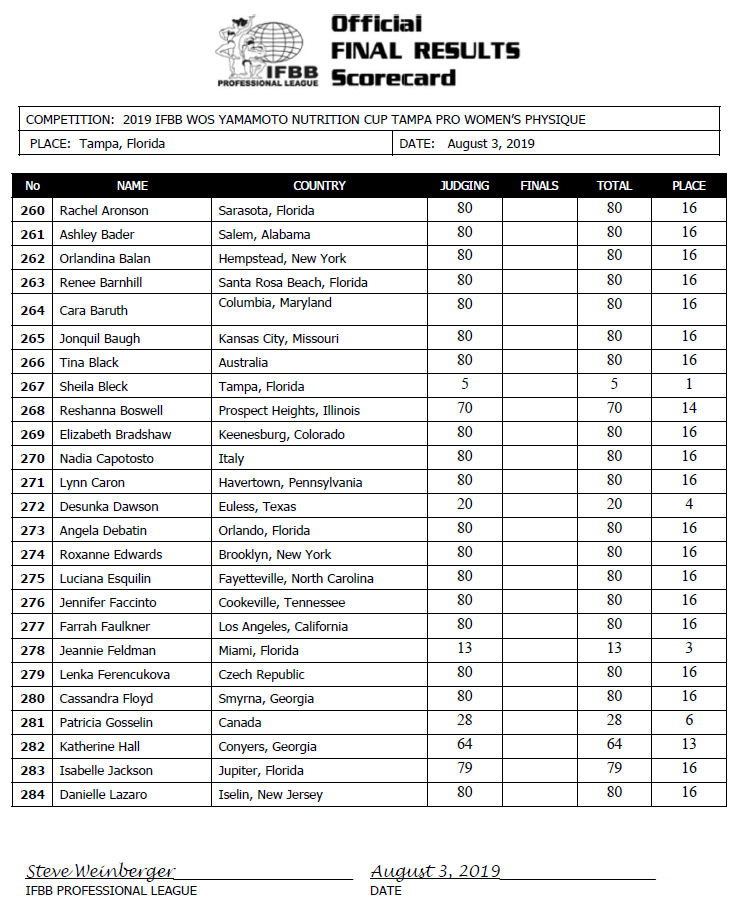 Official
FINAL RESULTS
Scorecard
IFBB
PROFESSIONAL LEAGUE
COMPETITION: 2019 IFBB WOS YAMAMOTO NUTRITION CUP TAMPA PRO WOMEN'S PHYSIQUE
PLACE: Tampa, Florida DATE: August 3, 2019
No NAME COUNTRY JUDGING FINALS TOTAL PLACE
260 Rachel Aronson Sarasota, Florida 80 80 16
261 Ashley Bader Salem, Alabama 80 80 16
262 Orlandina Balan Hempstead, New York 80 80 16
263 Renee Barnhill Santa Rosa Beach, Florida 80 80 16
264 Cara Baruth Columbia, Maryland 80 80 16
265 Jonquil Baugh Kansas City, Missouri 80 80 16
266 Tina Black Australia 80 80 16
267 Sheila Bleck Tampa, Florida 5 5 1
268 Reshanna Boswell Prospect Heights, Illinois 70 70 14
269 Elizabeth Bradshaw Keenesburg, Colorado 80 80 16
270 Nadia Capotosto Italy 80 80 16
271 Lynn Caron Havertown, Pennsylvania 80 80 16
272 Desunka Dawson Euless, Texas 20 20 4
273 Angela Debatin Orlando, Florida 80 80 16
274 Roxanne Edwards Brooklyn, New York 80 80 16
275 Luciana Esquilin Fayetteville, North Carolina 80 80 16
276 Jennifer Faccinto Cookeville, Tennessee 80 80 16
277 Farrah Faulkner Los Angeles, California 80 80 16
278 Jeannie Feldman Miami, Florida 13 13 3
279 Lenka Ferencukova Czech Republic 80 80 16
280 Cassandra Floyd Smyrna, Georgia 80 80 16
281 Patricia Gosselin Canada 28 28 6
282 Katherine Hall Conyers, Georgia 64 64 13
283 Isabelle Jackson Jupiter, Florida 79 79 16
284 Danielle Lazaro Iselin, New Jersey 80 80 16
Steve Weinberger August 3, 2019
IFBB PROFESSIONAL LEAGUE DATE